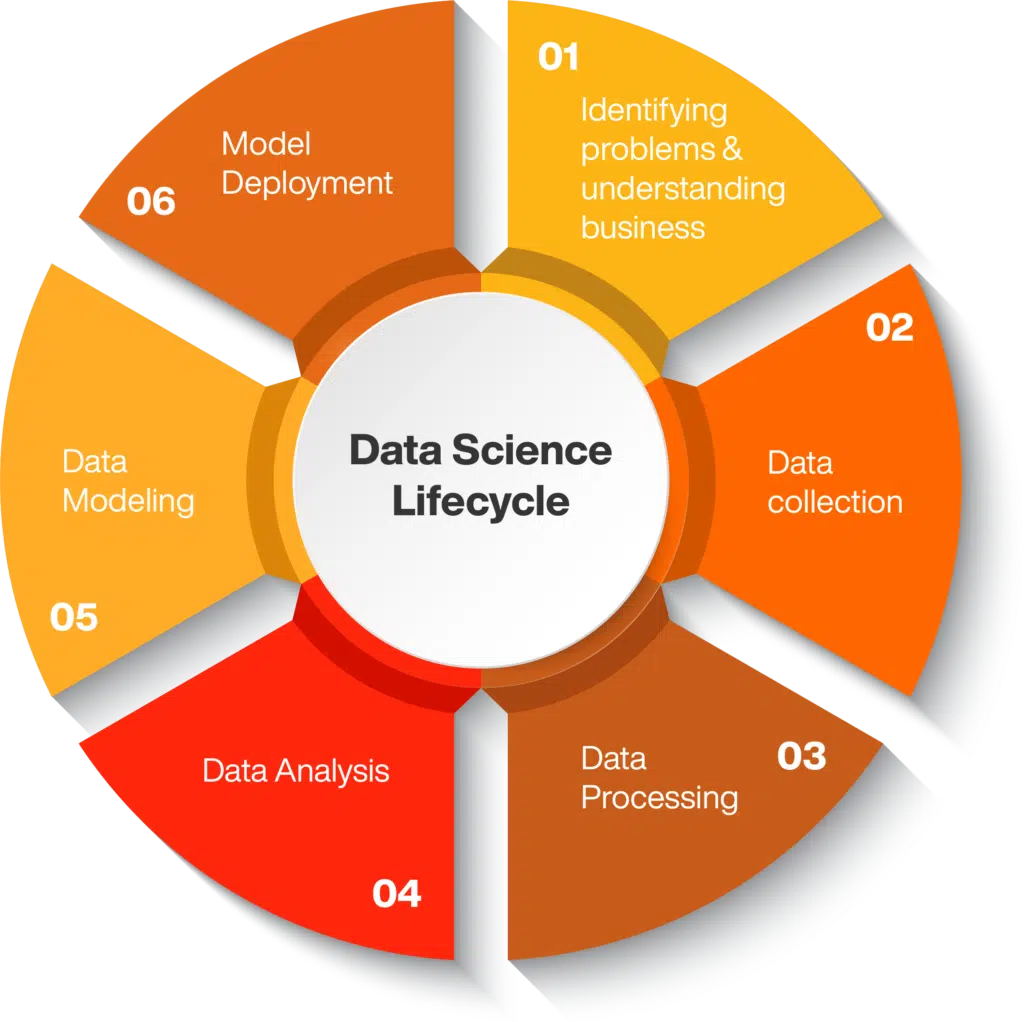 Data Science
Lifecycle
01
Identifying
problems &
understanding
business
02
Data
collection
03
Data
Processing
04
Data Analysis
05
Data
Modeling
06
Model
Deployment